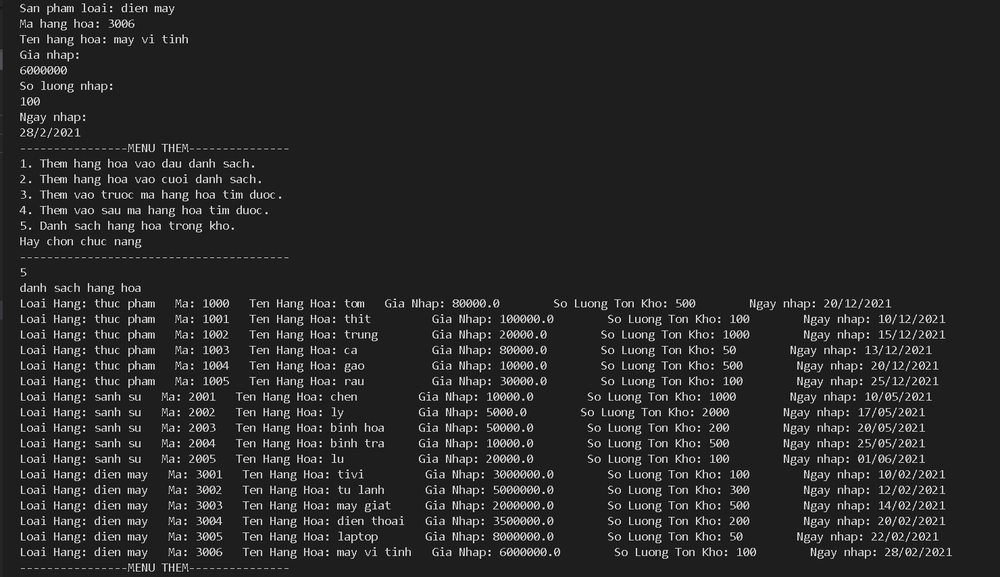 San pham loai: dien may
Ma hang hoa: 3006
Ten hang hoa: may vi tinh
Gia nhap:
6000000
So luong nhap:
100
Ngay nhap:
28/2/2021
----------------MENU THEM---------------
1. Them hang hoa vao dau danh sach.
2. Them hang hoa vao cuoi danh sach.
3. Them vao truoc ma hang hoa tim duoc.
4. Them vao sau ma hang hoa tim duoc.
5. Danh sach hang hoa trong kho.
Hay chon chuc nang
----------------------------------------
5
danh sach hang hoa
Loai Hang: thuc pham   Ma: 1000   Ten Hang Hoa: tom   Gia Nhap: 80000.0        So Luong Ton Kho: 500        Ngay nhap: 20/12/2021
Loai Hang: thuc pham   Ma: 1001   Ten Hang Hoa: thit         Gia Nhap: 100000.0        So Luong Ton Kho: 100        Ngay nhap: 10/12/2021
Loai Hang: thuc pham   Ma: 1002   Ten Hang Hoa: trung        Gia Nhap: 20000.0        So Luong Ton Kho: 1000        Ngay nhap: 15/12/2021
Loai Hang: thuc pham   Ma: 1003   Ten Hang Hoa: ca           Gia Nhap: 80000.0        So Luong Ton Kho: 50        Ngay nhap: 13/12/2021
Loai Hang: thuc pham   Ma: 1004   Ten Hang Hoa: gao          Gia Nhap: 10000.0        So Luong Ton Kho: 500        Ngay nhap: 20/12/2021
Loai Hang: thuc pham   Ma: 1005   Ten Hang Hoa: rau          Gia Nhap: 30000.0        So Luong Ton Kho: 100        Ngay nhap: 25/12/2021
Loai Hang: sanh su   Ma: 2001   Ten Hang Hoa: chen         Gia Nhap: 10000.0        So Luong Ton Kho: 1000        Ngay nhap: 10/05/2021
Loai Hang: sanh su   Ma: 2002   Ten Hang Hoa: ly           Gia Nhap: 5000.0        So Luong Ton Kho: 2000        Ngay nhap: 17/05/2021
Loai Hang: sanh su   Ma: 2003   Ten Hang Hoa: binh hoa     Gia Nhap: 50000.0        So Luong Ton Kho: 200        Ngay nhap: 20/05/2021
Loai Hang: sanh su   Ma: 2004   Ten Hang Hoa: binh tra     Gia Nhap: 10000.0        So Luong Ton Kho: 500        Ngay nhap: 25/05/2021
Loai Hang: sanh su   Ma: 2005   Ten Hang Hoa: lu           Gia Nhap: 20000.0        So Luong Ton Kho: 100        Ngay nhap: 01/06/2021
Loai Hang: dien may   Ma: 3001   Ten Hang Hoa: tivi         Gia Nhap: 3000000.0        So Luong Ton Kho: 100        Ngay nhap: 10/02/2021
Loai Hang: dien may   Ma: 3002   Ten Hang Hoa: tu lanh      Gia Nhap: 5000000.0        So Luong Ton Kho: 300        Ngay nhap: 12/02/2021
Loai Hang: dien may   Ma: 3003   Ten Hang Hoa: may giat     Gia Nhap: 2000000.0        So Luong Ton Kho: 500        Ngay nhap: 14/02/2021
Loai Hang: dien may   Ma: 3004   Ten Hang Hoa: dien thoai   Gia Nhap: 3500000.0        So Luong Ton Kho: 200        Ngay nhap: 20/02/2021
Loai Hang: dien may   Ma: 3005   Ten Hang Hoa: laptop       Gia Nhap: 8000000.0        So Luong Ton Kho: 50        Ngay nhap: 22/02/2021
Loai Hang: dien may   Ma: 3006   Ten Hang Hoa: may vi tinh   Gia Nhap: 6000000.0        So Luong Ton Kho: 100        Ngay nhap: 28/02/2021
----------------MENU THEM---------------